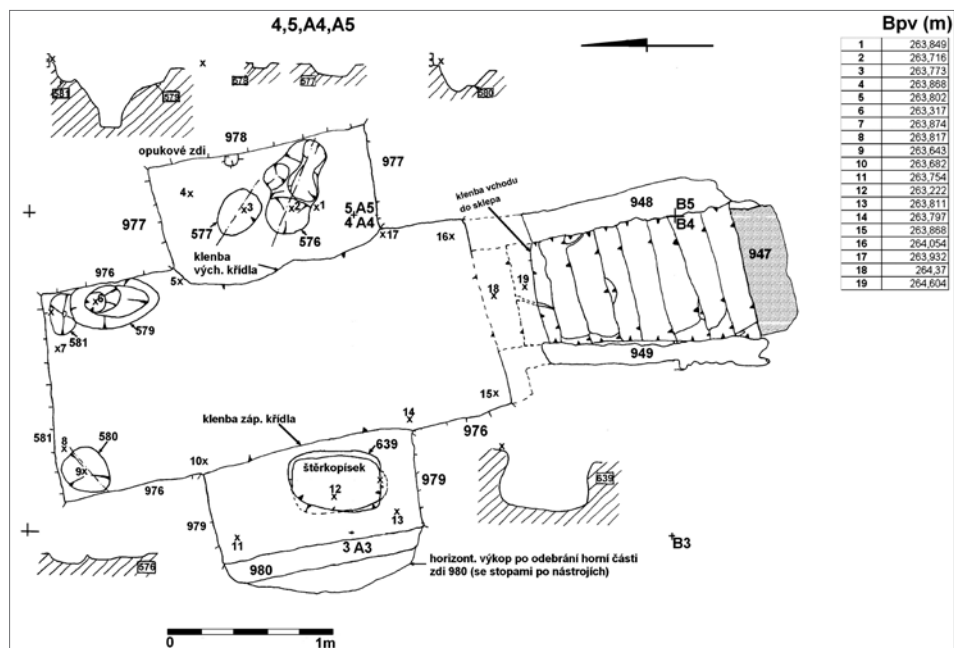 4,5,A4,A5
Bpv (m)
1 263,849
2 263,716
3 263,773
4 263,868
5 263,802
6 263,317
7 263,874
8 263,817
9 263,643
10 263,682
11 263,754
12 263,222
13 263,811
14 263,797
15 263,868
16 264,054
17 263,932
18 264,37
19 264,604
x
x
x
581
579
578
577
580
978
opukové zdi
977
977
4x
x3
x2
x1
5,A5
4 A4
577
576
x17
16x
klenba vchodu
do sklepa
948
B5
B4
947
klenba
vých. křídla
976
5x
x6
579
581
x7
18
x
19
x
949
15x
klenba záp. křídla
14
x
976
581
8
x
580
9x
10x
976
639
štěrkopísek
12
x
x
13
979
979
11
x
3 A3
980
x
639
B3
676
horizont. výkop po odebrání horní části
zdi 980 (se stopami po nástrojích)
0
1m